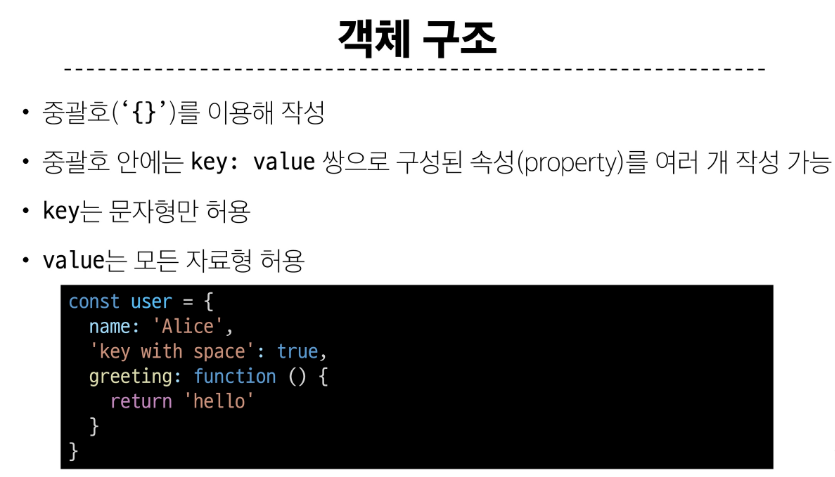 객체 구조
• 중괄호(‘{}’)를 이용해 작성
• 중괄호 안에는 key: value 쌍으로 구성된 속성(property)를 여러 개 작성 가능
• key는 문자형만 허용
• value는 모든 자료형 허용
const user = {
  name: 'Alice',
  'key with space': true,
  greeting: function () {
    return 'hello'
  }
}